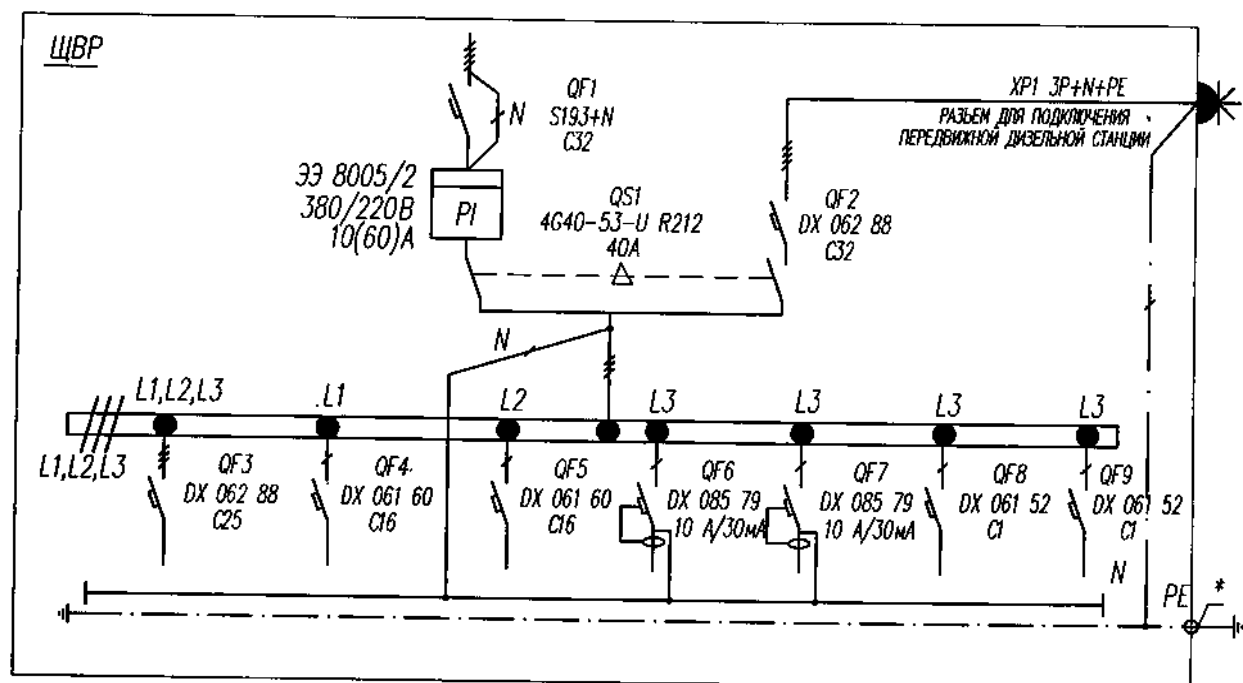 ЩВР
QF1
S193+N
C32
N
XP1 3P+N+PE
РАЗЬЕМ ДЛЯ ПОДКЛЮЧЕНИЯ
ПЕРЕДВИЖНОЙ ДИЗЕЛЬНОЙ СТАНЦИИ
ЭЭ 8005/2
380/220В
10(60)А
PI
QS1
4G40-53-U R212
40А
QF2
DX 062 88
C32
N
L1,L2,L3
L1
L2
L3
L3
L3
L3
L1,L2,L3
QF3
DX 062 88
C25
QF4
DX 061 60
C16
QF5
DX 061 60
C16
QF6
DX 085 79
10 А/30мА
QF7
DX 085 79
10 А/30мА
QF8
DX 061 52
C1
QF9
DX 061 52
C1
N
PE
*